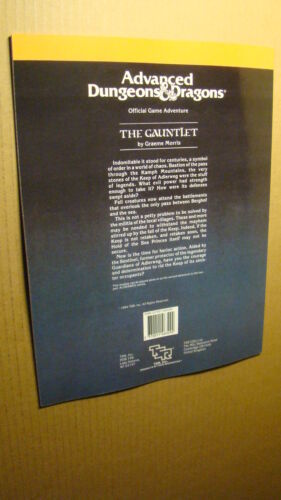 Advanced
Dungeons & Dragons®
Official Game Adventure
THE GAUNTLET
by Graeme Morris
Indomitable it stood for centuries, a symbol
of order in a world of chaos. Bastion of the pass
through the Kamph Mountains, the very
stones of the Keep of Adlerweg were the stuff
of legends. What evil power had strength
enough to take it? How were its defenses
swept aside?
Fell creatures now attend the battlements
that overlook the only pass between Berghof
and the sea.
This is not a petty problem to be solved by
the militia of the local villages. These and more
may be needed to withstand the mayhem
stirred up by the fall of the Keep. Indeed, if the
Keep is not retaken, and retaken soon, the
Hold of the Sea Princes itself may not be
secure.
Now is the time for heroic action. Aided by
the Sentinel, former protector of the legendary
Guardians of Adlerweg, have you the courage
and determination to rid the Keep of its sinis-
ter occupants?
TSR, Inc.
TSR
TSR, Inc.